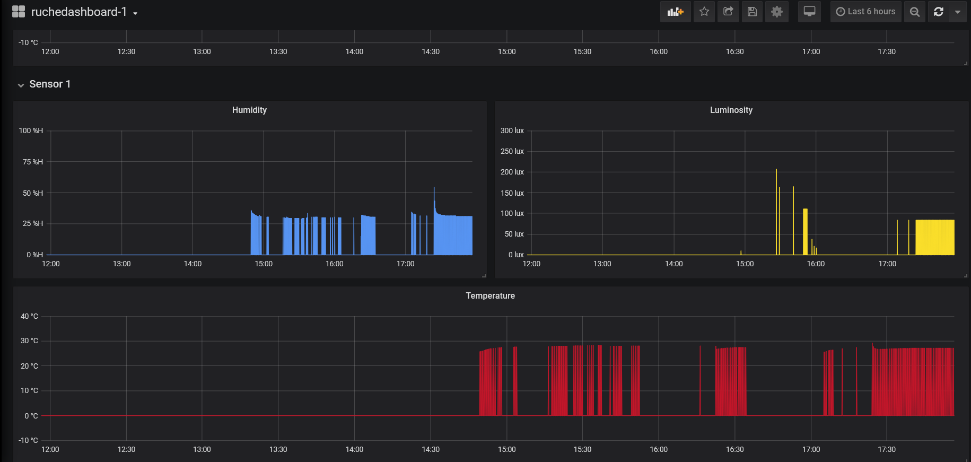 ruchedashboard-1
Last 6 hours
-10 °C
12:00 12:30 13:00 13:30 14:00 14:30 15:00 15:30 16:00 16:30 17:00 17:30
Sensor 1
Humidity
100 %H
75 %H
50 %H
25 %H
0 %H
12:00 13:00 14:00 15:00 16:00 17:00
Luminosity
300 lux
250 lux
200 lux
150 lux
100 lux
50 lux
0 lux
12:00 13:00 14:00 15:00 16:00 17:00
Temperature
40 °C
30 °C
20 °C
10 °C
0 °C
-10 °C
12:00 12:30 13:00 13:30 14:00 14:30 15:00 15:30 16:00 16:30 17:00 17:30